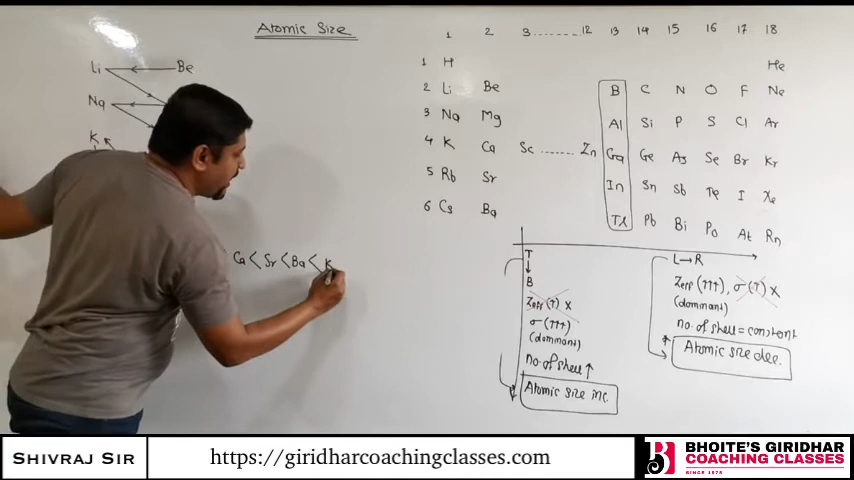 Atomic Size
Li Be
Na
K
Ca < Sr < Ba < K
1 2 3........12 13 14 15 16 17 18
1 H He
2 Li Be B C N O F Ne
3 Na Mg Al Si P S Cl Ar
4 K Ca Sc ........ Zn Ga Ge As Se Br Kr
5 Rb Sr In Sn Sb Te I Xe
6 Cs Ba Tl Pb Bi Po At Rn
T
↓
B
Zeff (↑) X
σ (↑↑↑)
(dommant)
no. of shell ↑
Atomic size inc.
L→R
Zeff (↑↑↑), σ (↑) X
(dominant)
no. of shell = constant
Atomic size dec.
SHIVRAJ SIR
https://giridharcoachingclasses.com
BHOITE'S GIRIDHAR
COACHING CLASSES
SINCE 1975